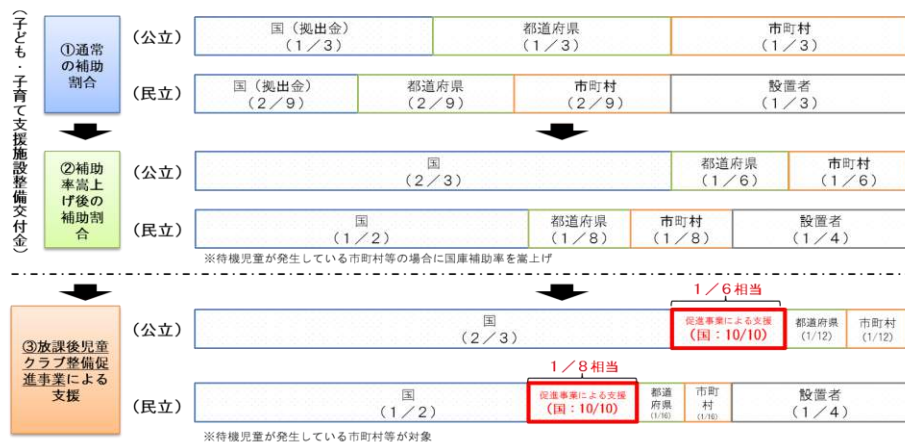 （子ども・子育て支援施設整備交付金）
①通常
の補助
割合
（公立）
国（拠出金）
（１／３）
都道府県
（１／３）
市町村
（１／３）
（民立）
国（拠出金）
（２／９）
都道府県
（２／９）
市町村
（２／９）
設置者
（１／３）
②補助
率嵩上
げ後の
補助割
合
（公立）
国
（２／３）
都道府県
（１／６）
市町村
（１／６）
（民立）
国
（１／２）
都道府県
（１／８）
市町村
（１／８）
設置者
（１／４）
※待機児童が発生している市町村等の場合に国庫補助率を嵩上げ
③放課後児童
クラブ整備促
進事業による
支援
１／６相当
（公立）
国
（２／３）
促進事業による支援
（国：10/10）
都道府県
（1/12）
市町村
（1/12）
１／８相当
（民立）
国
（１／２）
促進事業による支援
（国：10/10）
都道
府県
（1/16）
市町
村
（1/16）
設置者
（１／４）
※待機児童が発生している市町村等が対象